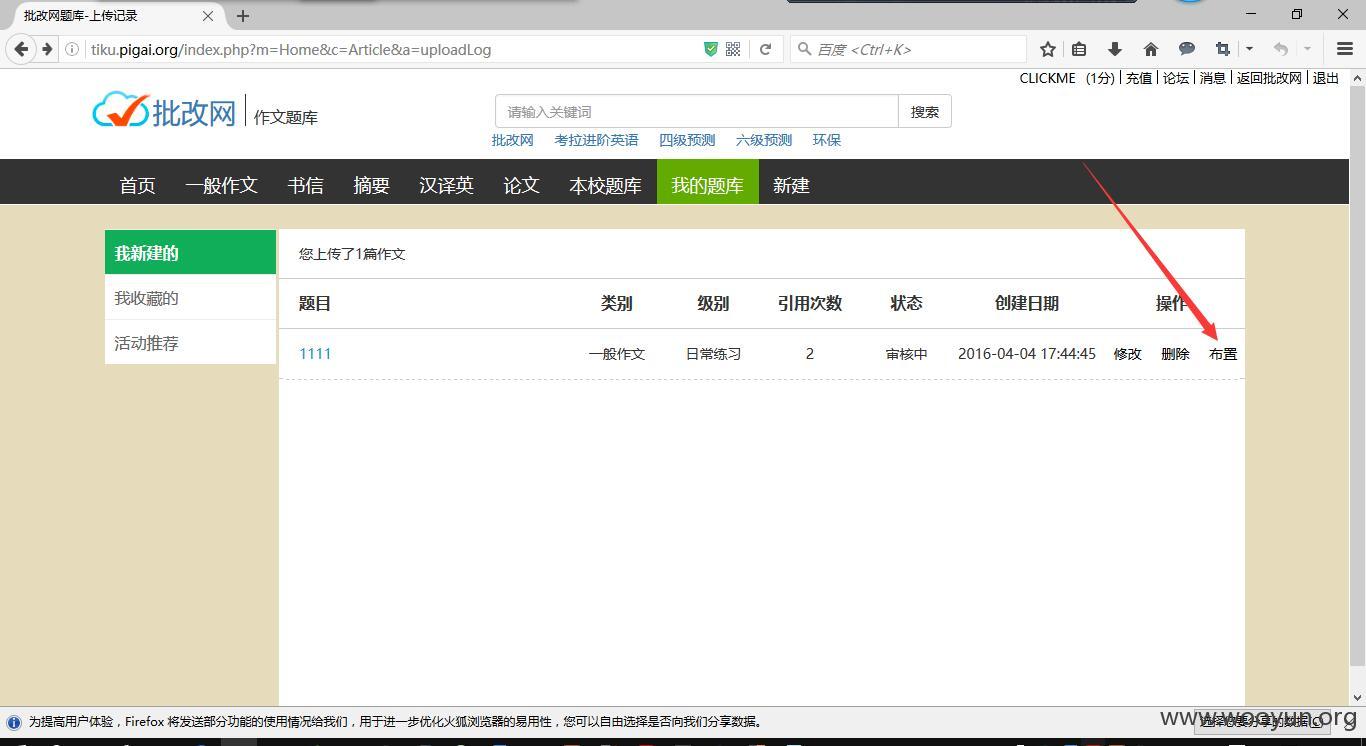 批改网题库-上传记录
tiku.pigai.org/index.php?m=Home&c=Article&a=uploadLog
百度 <Ctrl+K>
CLICKME (1分) | 充值 | 论坛 | 消息 | 返回批改网 | 退出
批改网 | 作文题库
请输入关键词 搜索
批改网 考拉进阶英语 四级预测 六级预测 环保
首页 一般作文 书信 摘要 汉译英 论文 本校题库 我的题库 新建
我新建的
我收藏的
活动推荐
您上传了1篇作文
题目 类别 级别 引用次数 状态 创建日期 操作
1111 一般作文 日常练习 2 审核中 2016-04-04 17:44:45 修改 删除 布置
为提高用户体验，Firefox 将发送部分功能的使用情况给我们，用于进一步优化火狐浏览器的易用性，您可以自由选择是否向我们分享数据。
www.wooyun.org